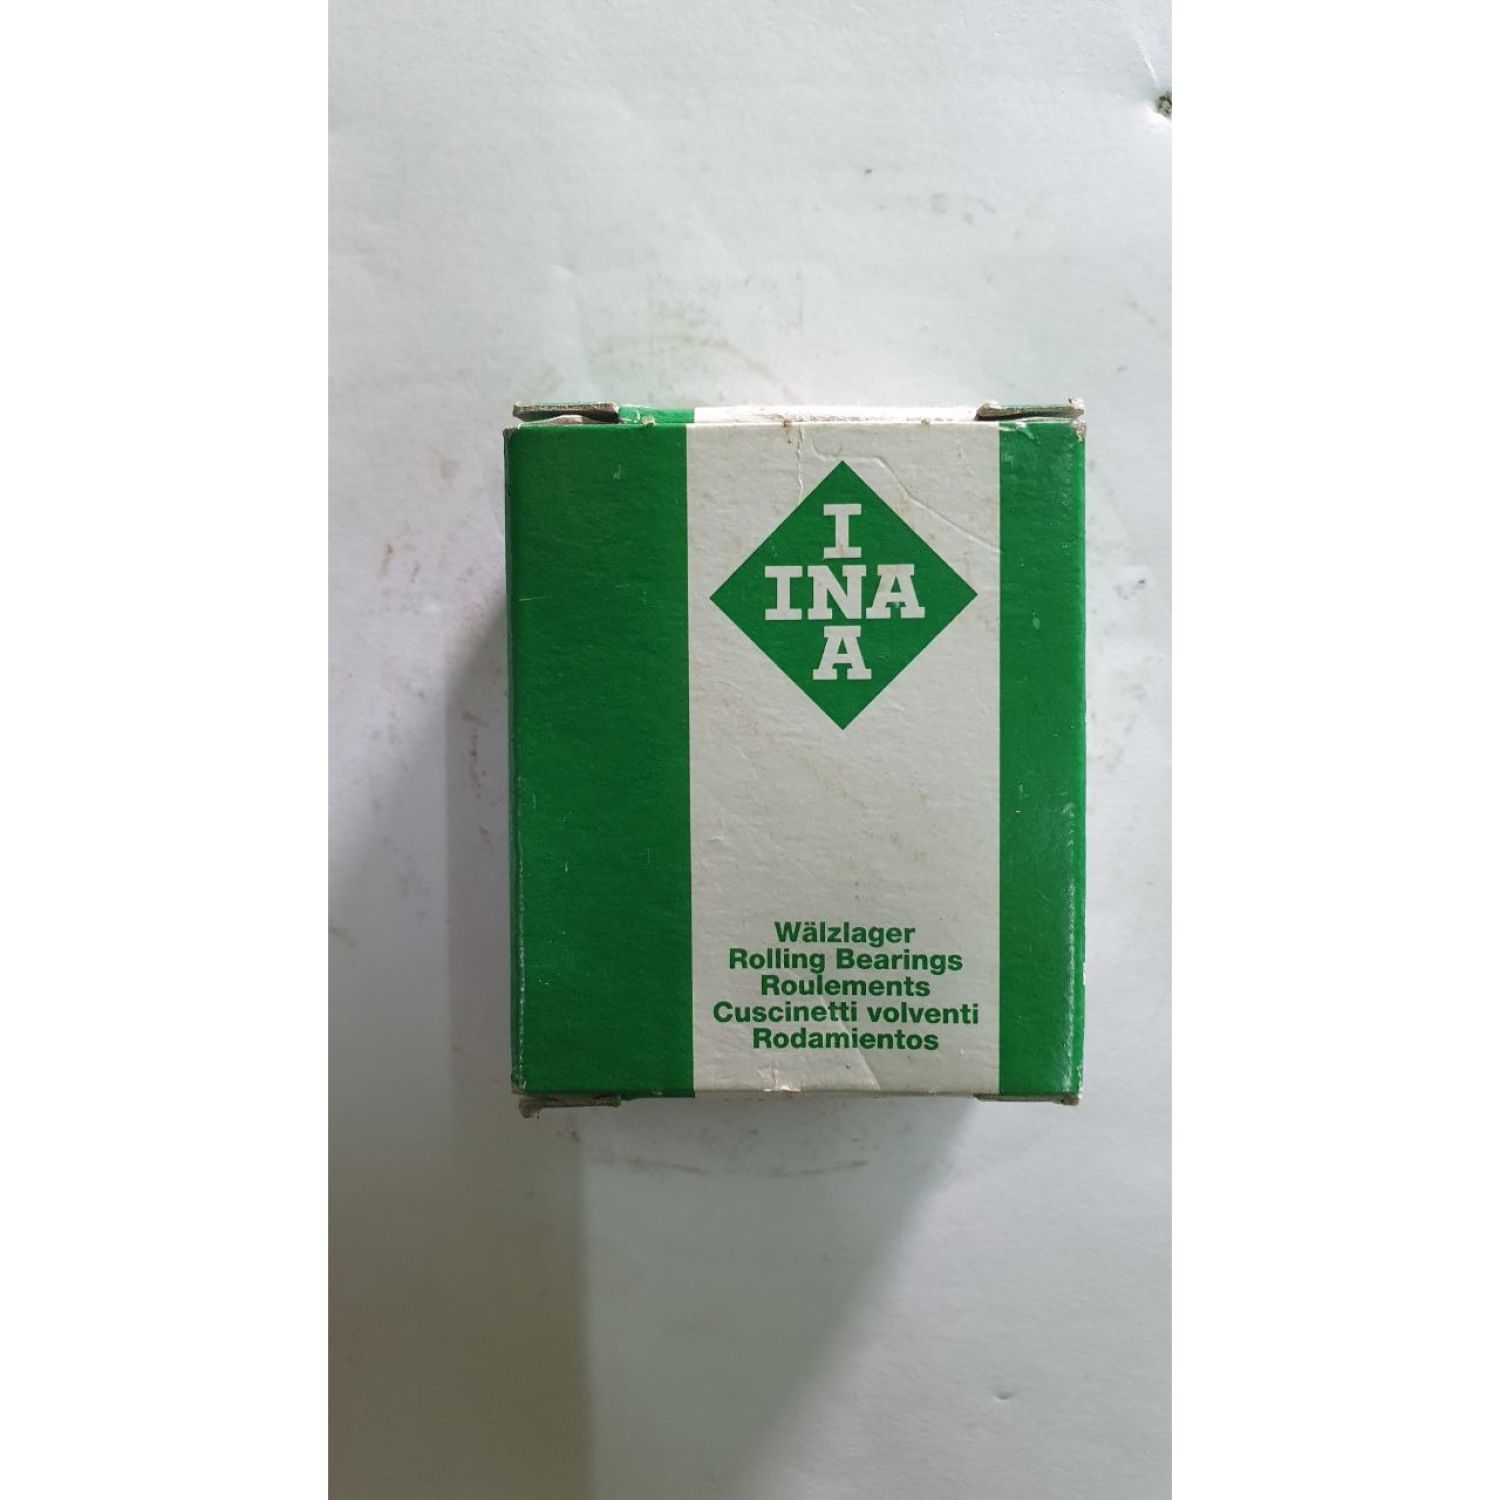 I
INA
A
Wälzlager
Rolling Bearings
Roulements
Cuscinetti volventi
Rodamientos